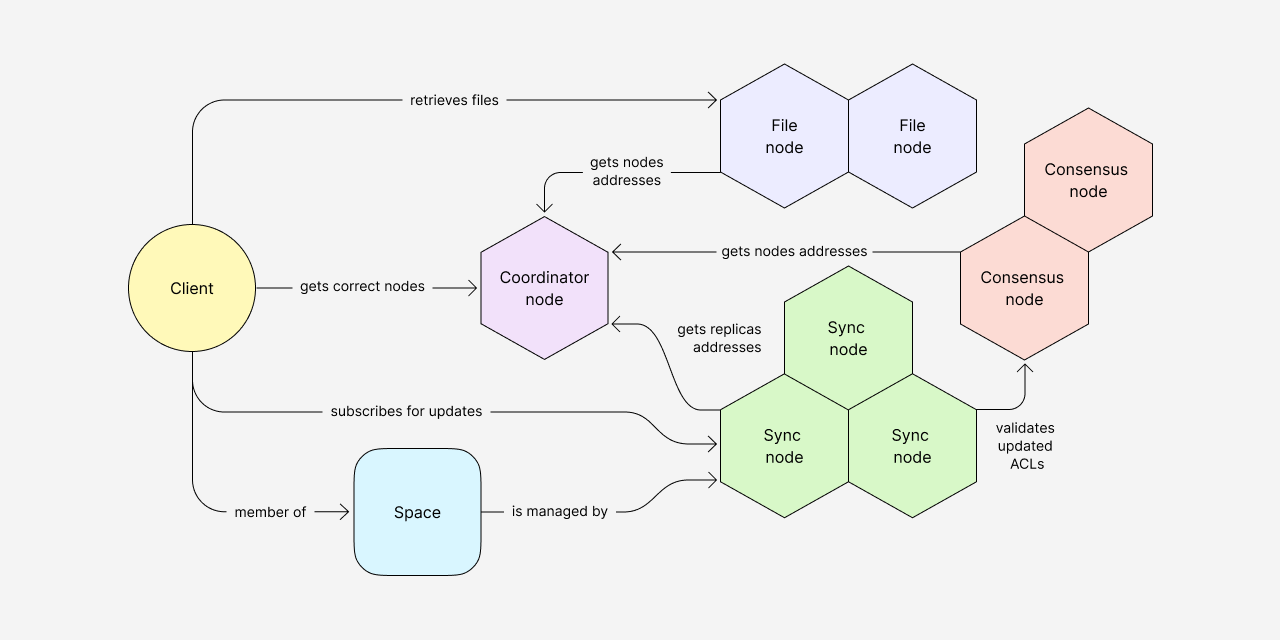 retrieves files
File
node
File
node
gets nodes
addresses
Consensus
node
gets nodes addresses
Client
gets correct nodes
Coordinator
node
Consensus
node
gets replicas
addresses
Sync
node
subscribes for updates
Sync
node
Sync
node
validates
updated
ACLs
member of
Space
is managed by